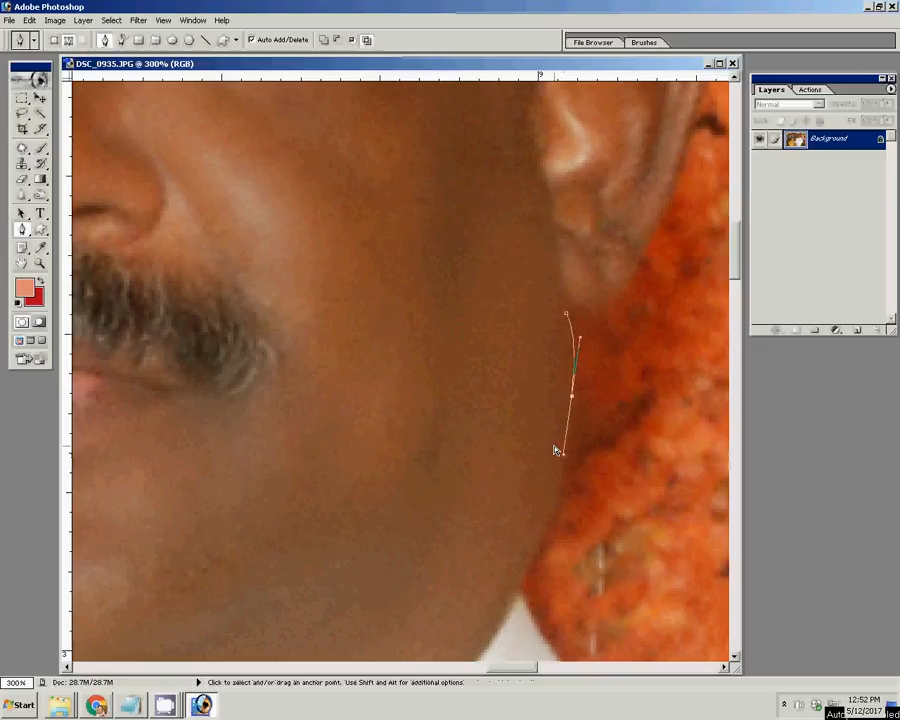 Adobe Photoshop
File Edit Image Layer Select Filter View Window Help
Auto Add/Delete
File Browser Brushes
DSC_0935.JPG @ 300% (RGB)
9
Layers Actions
Normal
Background
T
3
300% Doc: 28.7M/28.7M Click to select and/or drag an anchor point. Use Shift and Alt for additional options.
Start
12:52 PM
5/12/2017